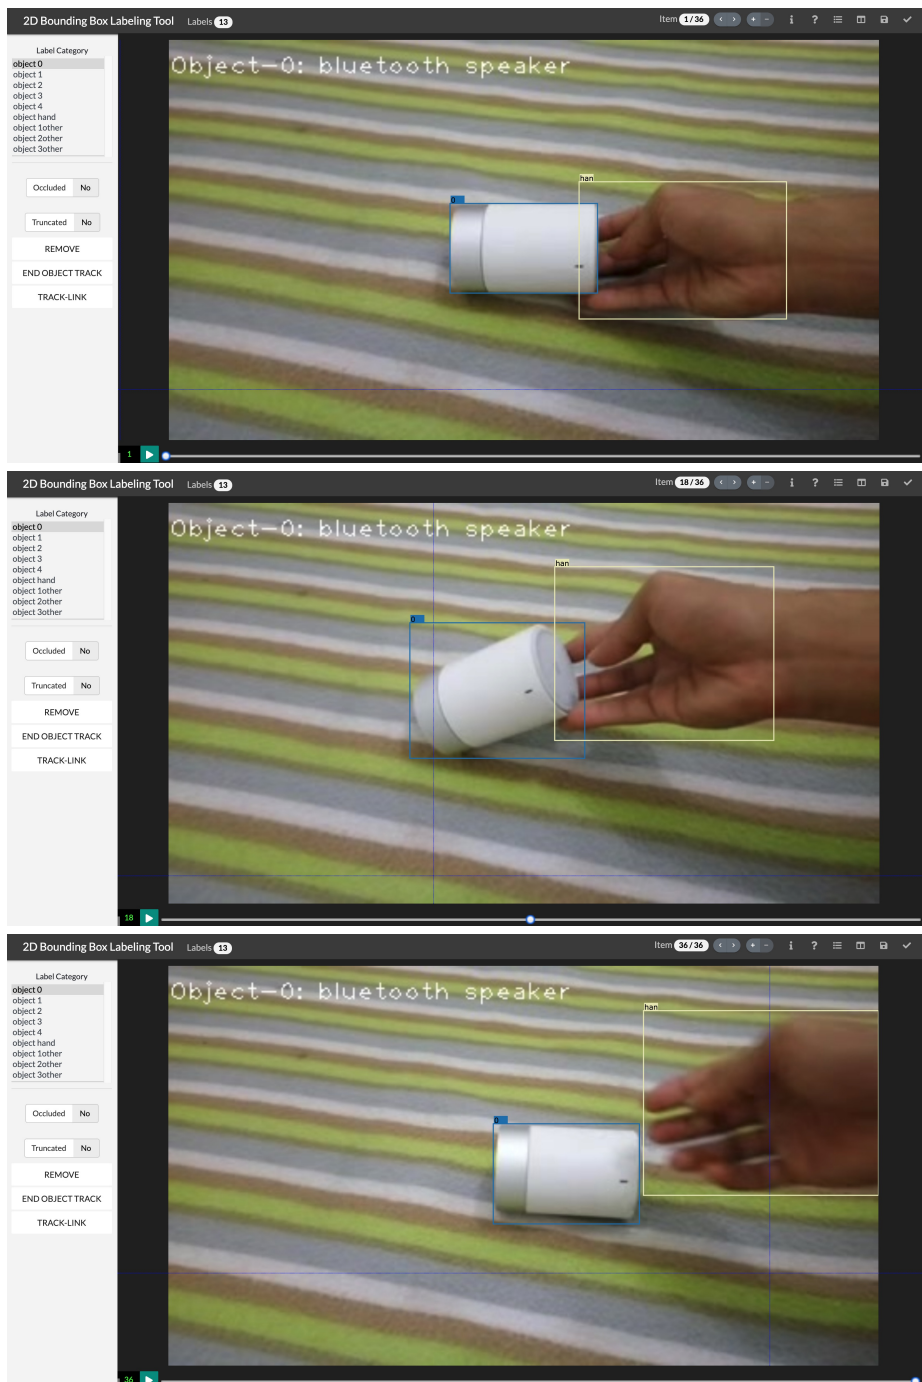 2D Bounding Box Labeling Tool Labels 13 Item 1 / 36 < > + - i ?
Label Category
object 0
object 1
object 2
object 3
object 4
object hand
object 1other
object 2other
object 3other
Occluded No
Truncated No
REMOVE
END OBJECT TRACK
TRACK-LINK
Object-0: bluetooth speaker
0
han
1
2D Bounding Box Labeling Tool Labels 13 Item 18 / 36 < > + - i ?
Label Category
object 0
object 1
object 2
object 3
object 4
object hand
object 1other
object 2other
object 3other
Occluded No
Truncated No
REMOVE
END OBJECT TRACK
TRACK-LINK
Object-0: bluetooth speaker
han
0
18
2D Bounding Box Labeling Tool Labels 13 Item 36 / 36 < > + - i ?
Label Category
object 0
object 1
object 2
object 3
object 4
object hand
object 1other
object 2other
object 3other
Occluded No
Truncated No
REMOVE
END OBJECT TRACK
TRACK-LINK
Object-0: bluetooth speaker
han
0
36